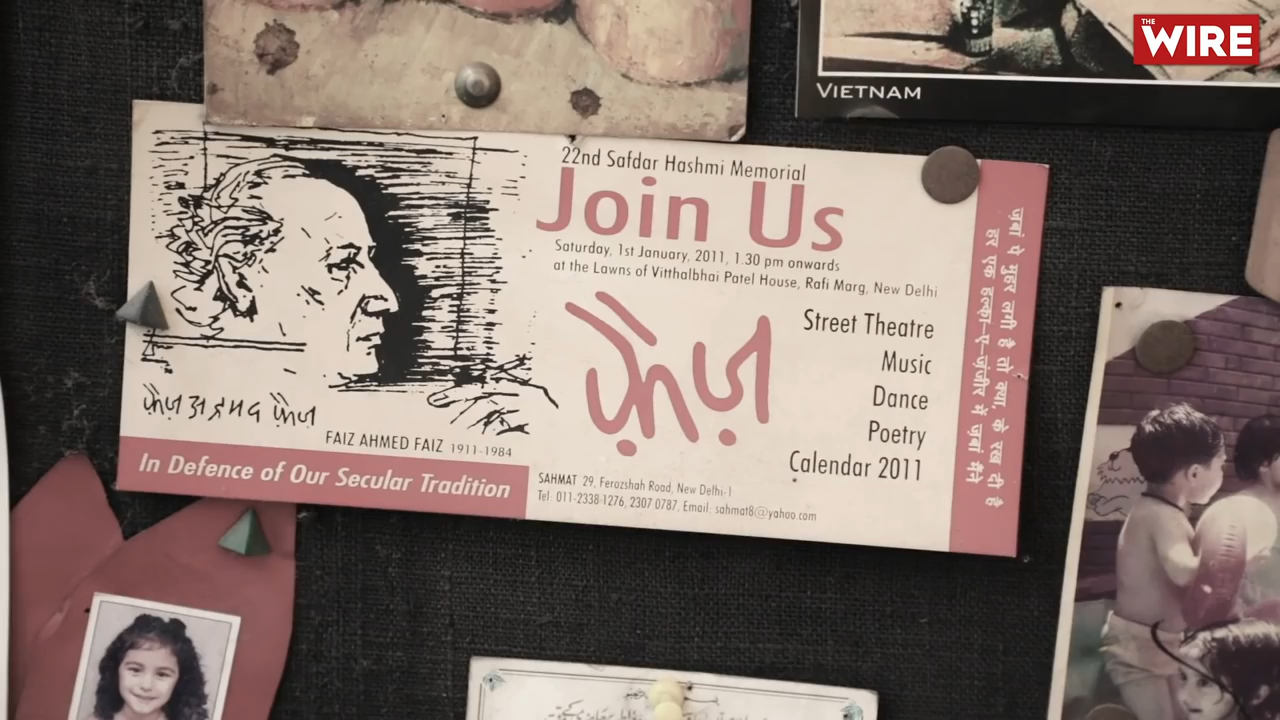 THE
WIRE
VIETNAM
22nd Safdar Hashmi Memorial
Join Us
Saturday, 1st January, 2011, 1.30 pm onwards
at the Lawns of Vitthalbhai Patel House, Rafi Marg, New Delhi
फ़ैज़
Street Theatre
Music
Dance
Poetry
Calendar 2011
फ़ैज़ अहमद फ़ैज़
FAIZ AHMED FAIZ 1911-1984
In Defence of Our Secular Tradition
SAHMAT 29, Ferozshah Road, New Delhi-1
Tel: 011-2338-1276, 2307 0787, Email: sahmat8@yahoo.com
ज़बां पे मुहर लगी है तो क्या, के रख दी है
हर एक हल्क़ा-ए-ज़ंजीर में ज़बां मैंने